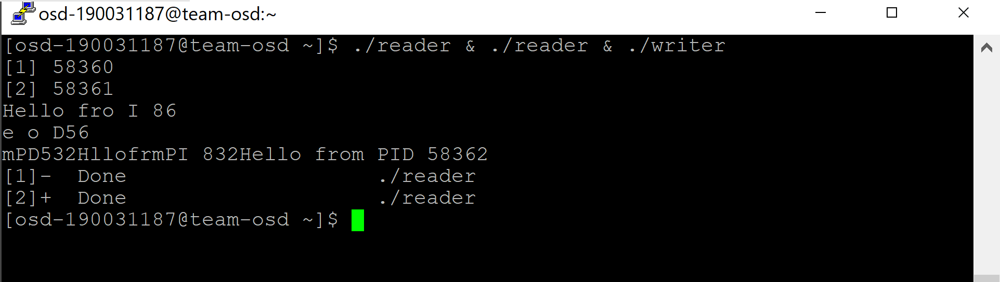 osd-190031187@team-osd:~
[osd-190031187@team-osd ~]$ ./reader & ./reader & ./writer
[1] 58360
[2] 58361
Hello fro I 86
e o D56
mPD532HllofrmPI 832Hello from PID 58362
[1]-  Done                    ./reader
[2]+  Done                    ./reader
[osd-190031187@team-osd ~]$